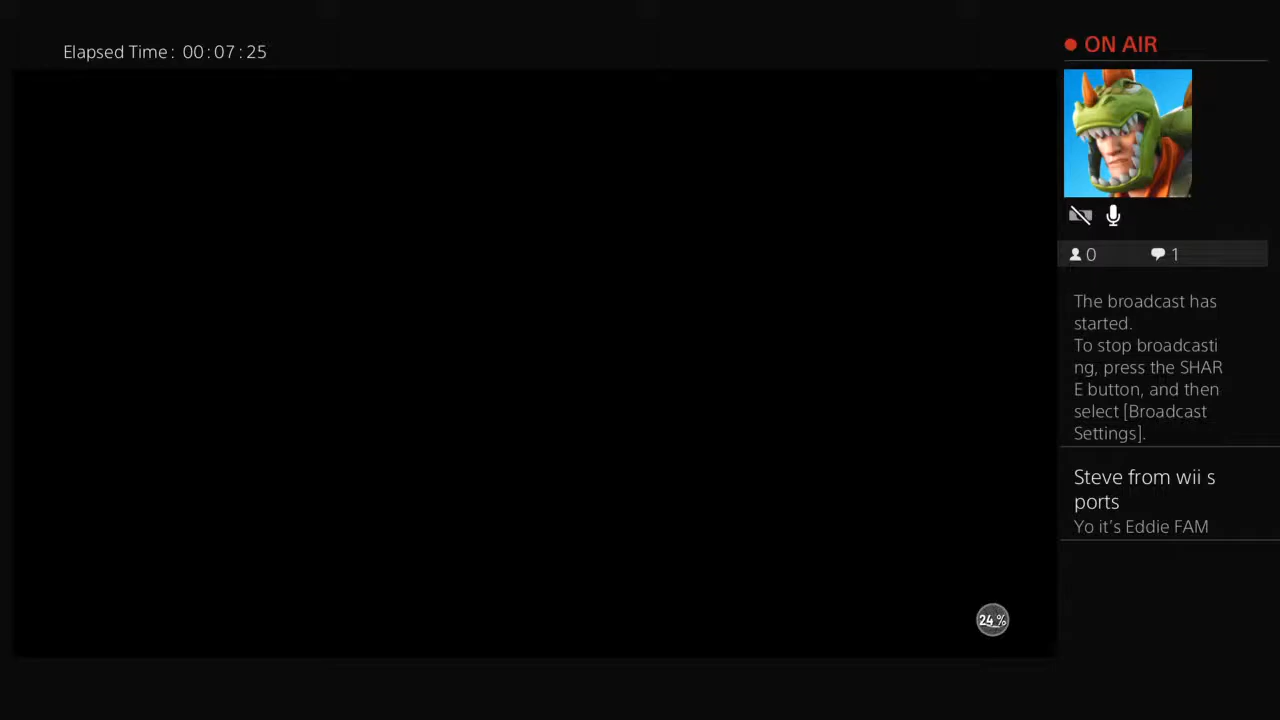 Elapsed Time: 00:07:25
ON AIR
0 1
The broadcast has
started.
To stop broadcasti
ng, press the SHAR
E button, and then
select [Broadcast
Settings].
Steve from wii s
ports
Yo it’s Eddie FAM
24%